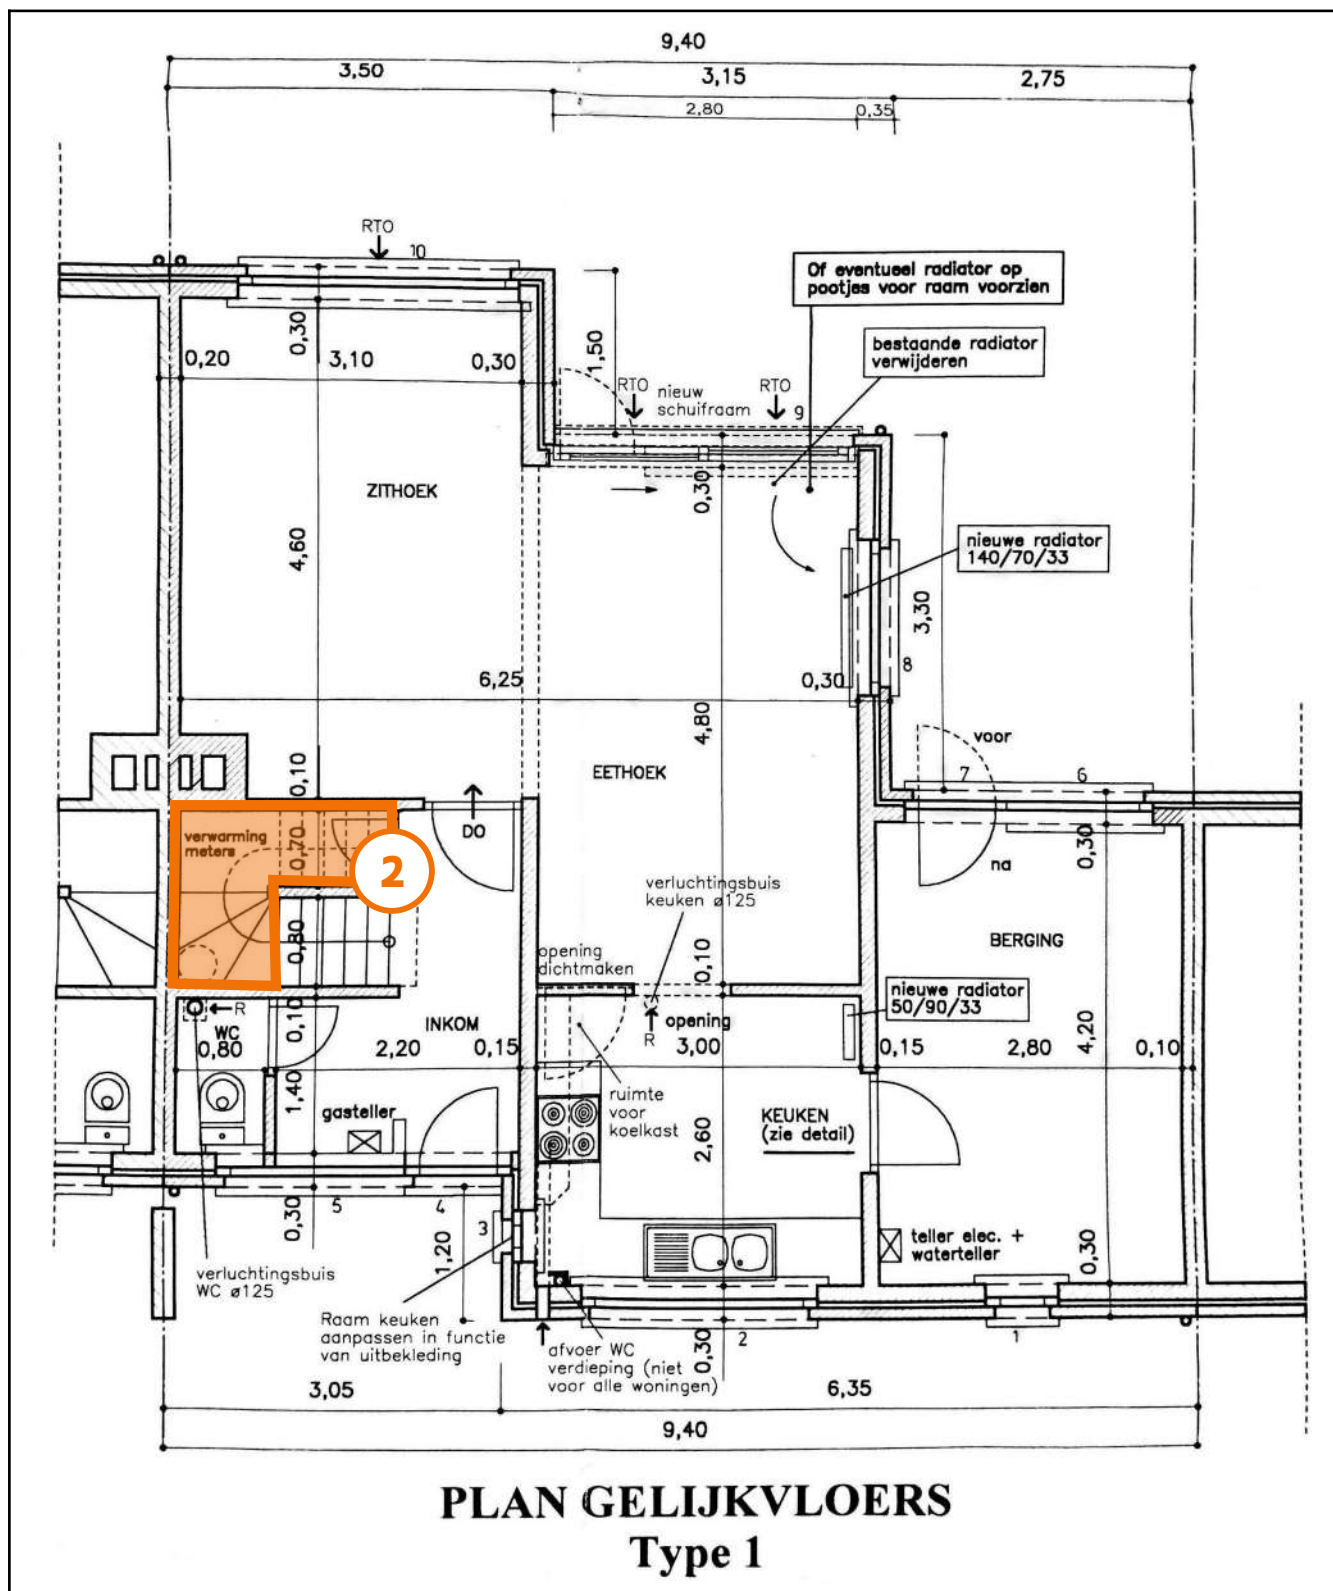 9,40
3,50
3,15
2,75
2,80
0,35
RTO
10
Of eventueel radiator op
pootjes voor raam voorzien
bestaande radiator
verwijderen
0,30
1,50
0,20
3,10
0,30
RTO
nieuw
schuifraam
RTO
9
ZITHOEK
0,30
4,60
nieuwe radiator
140/70/33
3,30
8
6,25
0,30
4,80
voor
7
6
EETHOEK
0,10
DO
verwarming
meters
0,70
2
0,30
na
verluchtingsbuis
keuken ø125
0,80
BERGING
opening
dichtmaken
0,10
nieuwe radiator
50/90/33
R
WC
0,10
INKOM
R
opening
4,20
0,80
2,20
0,15
3,00
0,15
2,80
0,10
1,40
gasteller
ruimte
voor
koelkast
KEUKEN
(zie detail)
2,60
5
4
3
0,30
1,20
teller elec. +
waterteller
0,30
verluchtingsbuis
WC ø125
Raam keuken
aanpassen in functie
van uitbekleding
afvoer WC
verdieping (niet
voor alle woningen)
0,30
2
1
3,05
6,35
9,40
PLAN GELIJKVLOERS
Type 1